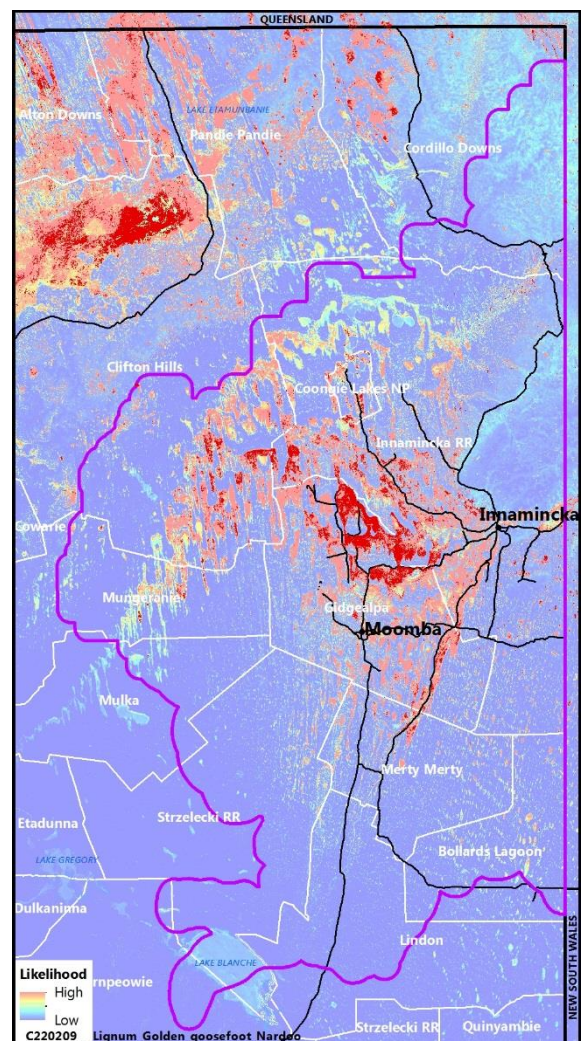 QUEENSLAND
LAKE ETAMUNBANIE
Alton Downs
Pandie Pandie
Cordillo Downs
Clifton Hills
Coongie Lakes NP
Innamincka RR
Innamincka
Cowarie
Mungeranie
Gidgealpa
Moomba
Mulka
Merty Merty
Etadunna
Strzelecki RR
LAKE GREGORY
Bollards Lagoon
Dulkaninna
Lindon
LAKE BLANCHE
NEW SOUTH WALES
Likelihood
High
Low
rnpeowie
Strzelecki RR
Quinyambie
C220209 Lignum Golden goosefoot Nardoo